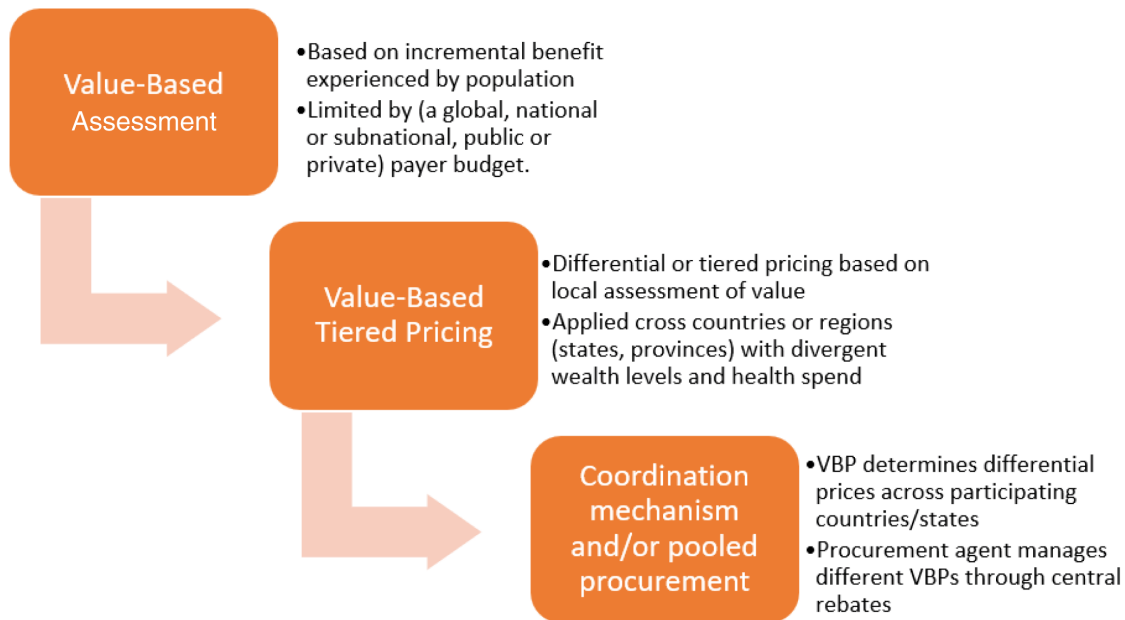 Value-Based
Assessment
•Based on incremental benefit
experienced by population
•Limited by (a global, national
or subnational, public or
private) payer budget.
Value-Based
Tiered Pricing
•Differential or tiered pricing based on
local assessment of value
•Applied cross countries or regions
(states, provinces) with divergent
wealth levels and health spend
Coordination
mechanism
and/or pooled
procurement
•VBP determines differential
prices across participating
countries/states
•Procurement agent manages
different VBPs through central
rebates